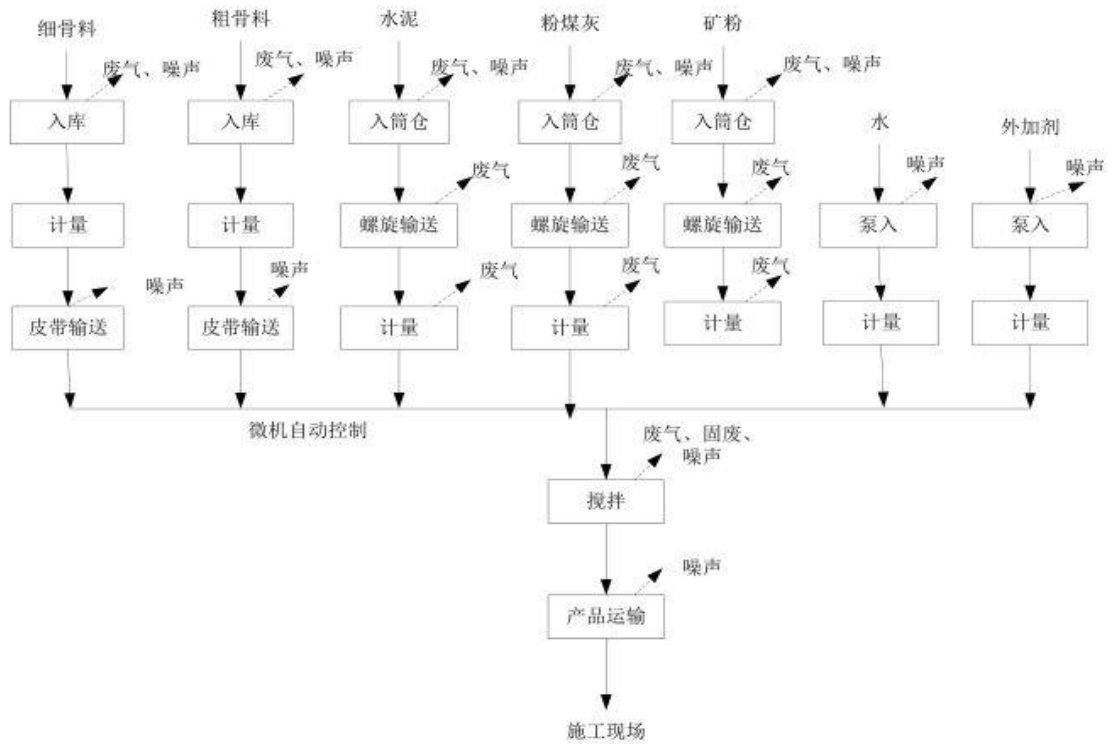 细骨料
粗骨料
水泥
粉煤灰
矿粉
废气、噪声
废气、噪声
废气、噪声
废气、噪声
废气、噪声
入库
入库
入筒仓
入筒仓
入筒仓
水
外加剂
废气
废气
废气
噪声
噪声
计量
计量
螺旋输送
螺旋输送
螺旋输送
泵入
泵入
噪声
噪声
废气
废气
废气
皮带输送
皮带输送
计量
计量
计量
计量
计量
微机自动控制
废气、固废、
噪声
搅拌
噪声
产品运输
施工现场